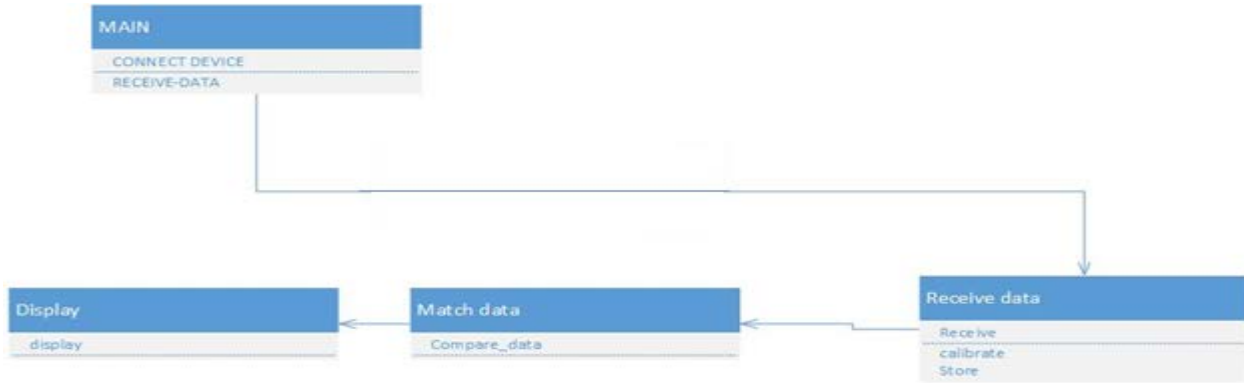 MAIN
CONNECT DEVICE
RECEIVE-DATA
Display
display
Match data
Compare_data
Receive data
Receive
calibrate
Store